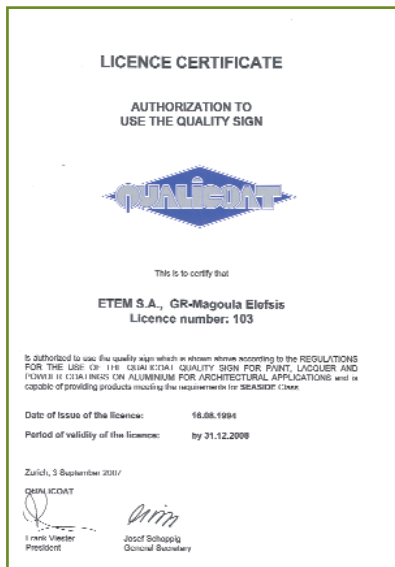 LICENCE CERTIFICATE
AUTHORIZATION TO
USE THE QUALITY SIGN
QUALICOAT
This is to certify that
ETEM S.A., GR-Magoula Elefsis
Licence number: 103
is authorized to use the quality sign which is shown above according to the REGULATIONS
FOR THE USE OF THE QUALICOAT QUALITY SIGN FOR PAINT, LACQUER AND
POWDER COATINGS ON ALUMINIUM FOR ARCHITECTURAL APPLICATIONS and is
capable of providing products meeting the requirements for SEASIDE Class
Date of issue of the licence: 16.08.1994
Period of validity of the licence: by 31.12.2008
Zurich, 3 September 2007
QUALICOAT
Frank Viester
President
Josef Schoppig
General Secretary